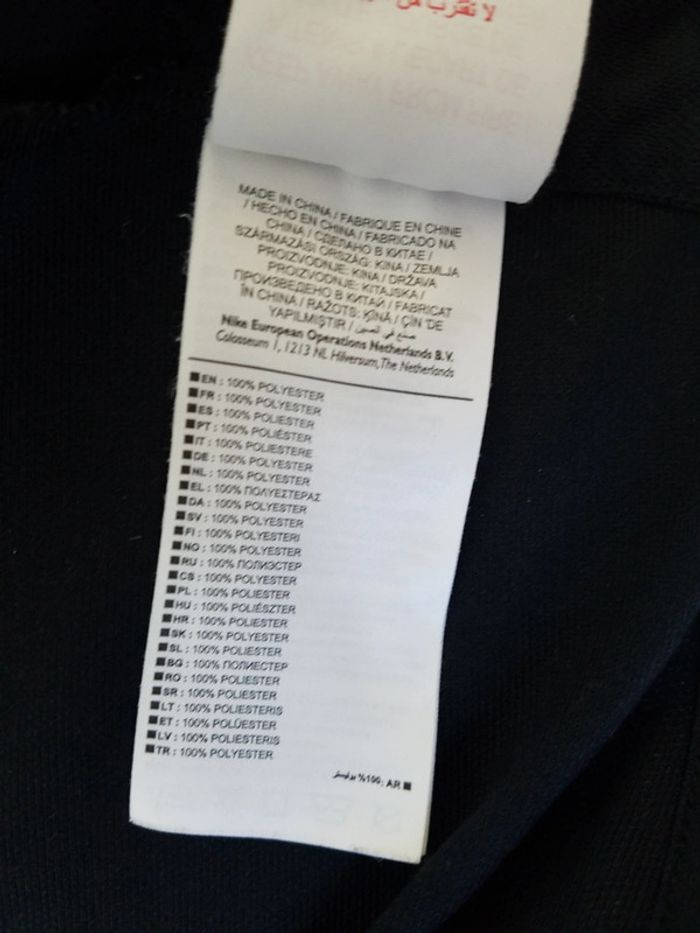 لا تقترب من
MADE IN CHINA / FABRIQUE EN CHINE
/ HECHO EN CHINA / FABRICADO NA
CHINA / СДЕЛАНО В КИТАЕ /
SZÁRMAZÁSI ORSZÁG: KINA / ZEMLJA
PROIZVODNJE: KINA / DRŽAVA
PROIZVODNJE: KITAJSKA /
ПРОИЗВЕДЕНО В КИТАЙ / FABRICAT
ÎN CHINA / RAŽOTS: ĶĪNĀ / ÇİN 'DE
YAPILMIŞTIR / صنع في الصين
Nike European Operations Netherlands B.V.
Colosseum 1, 1213 NL Hilversum, The Netherlands
EN : 100% POLYESTER
FR : 100% POLYESTER
ES : 100% POLIESTER
PT : 100% POLIÉSTER
IT : 100% POLIESTERE
DE : 100% POLYESTER
NL : 100% POLYESTER
EL : 100% ΠΟΛΥΕΣΤΕΡΑΣ
DA : 100% POLYESTER
SV : 100% POLYESTER
FI : 100% POLYESTERI
NO : 100% POLYESTER
RU : 100% ПОЛИЭСТЕР
CS : 100% POLYESTER
PL : 100% POLIESTER
HU : 100% POLIÉSZTER
HR : 100% POLIESTER
SK : 100% POLYESTER
SL : 100% POLIESTER
BG : 100% ПОЛИЕСТЕР
RO : 100% POLIESTER
SR : 100% POLIESTER
LT : 100% POLIESTERIS
ET : 100% POLÜESTER
LV : 100% POLIESTERIS
TR : 100% POLYESTER
AR :100% بوليستر